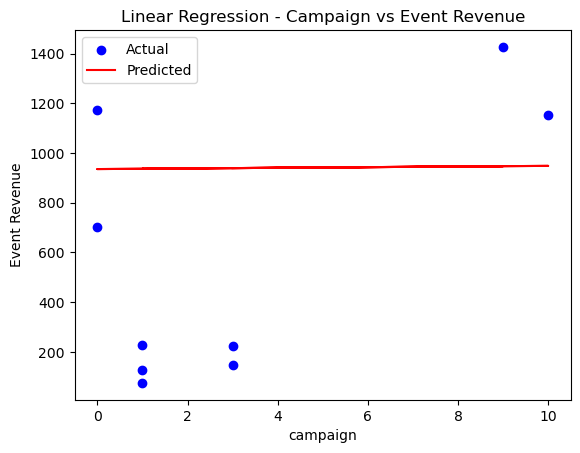 Linear Regression - Campaign vs Event Revenue
Actual
Predicted
Event Revenue
1400
1200
1000
800
600
400
200
0
2
4
6
8
10
campaign